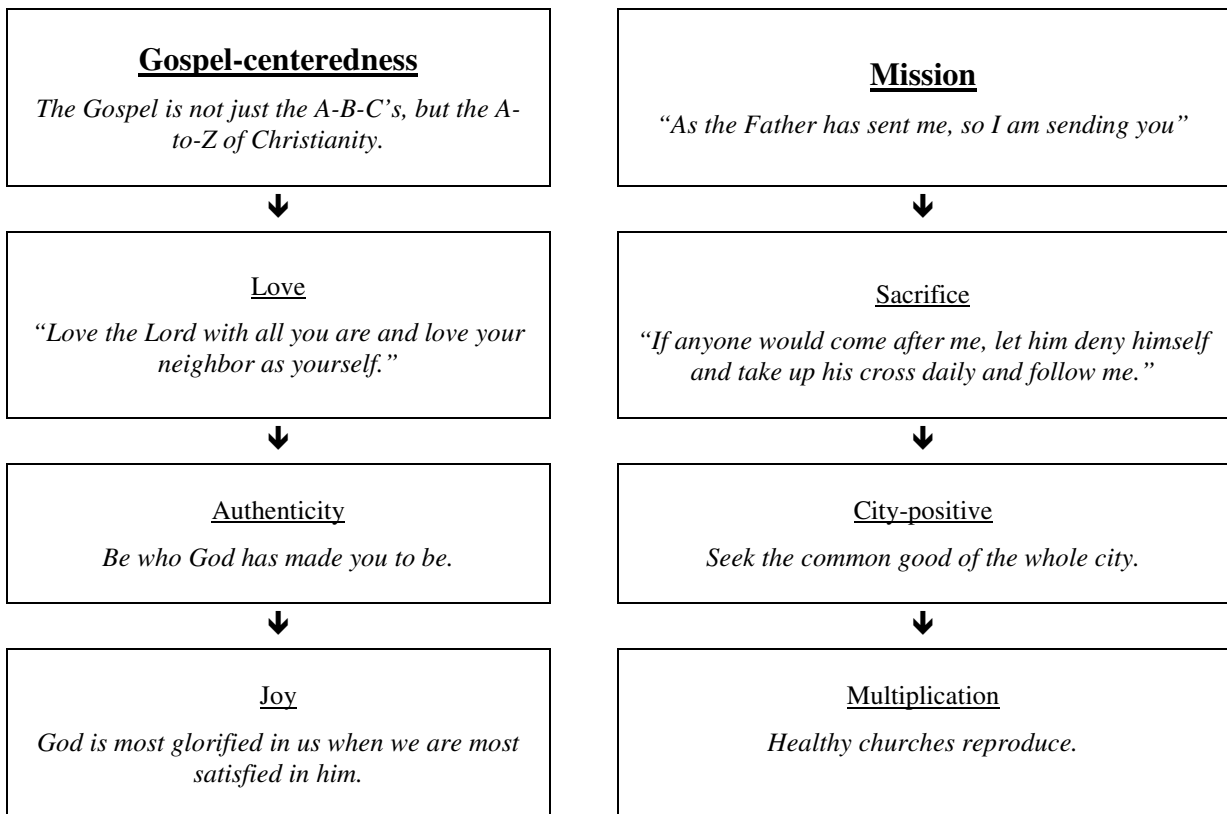 Gospel-centeredness
The Gospel is not just the A-B-C’s, but the A-
to-Z of Christianity.
Love
“Love the Lord with all you are and love your
neighbor as yourself.”
Authenticity
Be who God has made you to be.
Joy
God is most glorified in us when we are most
satisfied in him.
Mission
“As the Father has sent me, so I am sending you”
Sacrifice
“If anyone would come after me, let him deny himself
and take up his cross daily and follow me.”
City-positive
Seek the common good of the whole city.
Multiplication
Healthy churches reproduce.